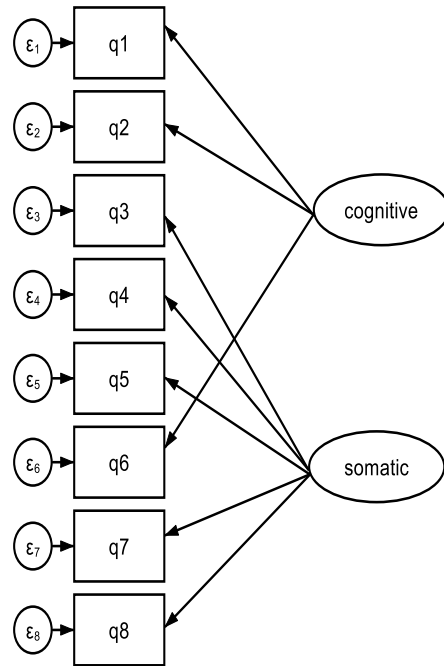 ε₁ q1
ε₂ q2
ε₃ q3
cognitive
ε₄ q4
ε₅ q5
ε₆ q6
somatic
ε₇ q7
ε₈ q8